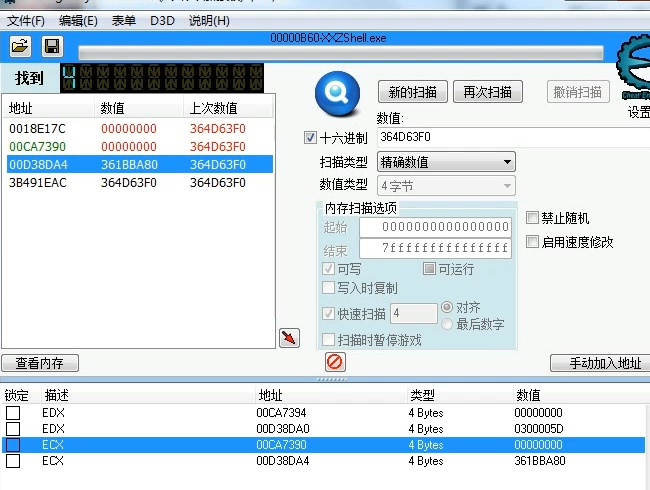 文件(F) 编辑(E) 表单 D3D 说明(H)
00000B60-XXZShell.exe
找到 4
地址 数值 上次数值
0018E17C 00000000 364D63F0
00CA7390 00000000 364D63F0
00D38DA4 361BBA80 364D63F0
3B491EAC 364D63F0 364D63F0
新的扫描 再次扫描 撤销扫描
设置
数值:
十六进制 364D63F0
扫描类型 精确数值
数值类型 4 字节
内存扫描选项
起始 0000000000000000
结束 7fffffffffffffff
可写 可运行
写入时复制
快速扫描 4 对齐
最后数字
扫描时暂停游戏
禁止随机
启用速度修改
查看内存 手动加入地址
锁定 描述 地址 类型 数值
EDX 00CA7394 4 Bytes 00000000
EDX 00D38DA0 4 Bytes 0300005D
ECX 00CA7390 4 Bytes 00000000
ECX 00D38DA4 4 Bytes 361BBA80